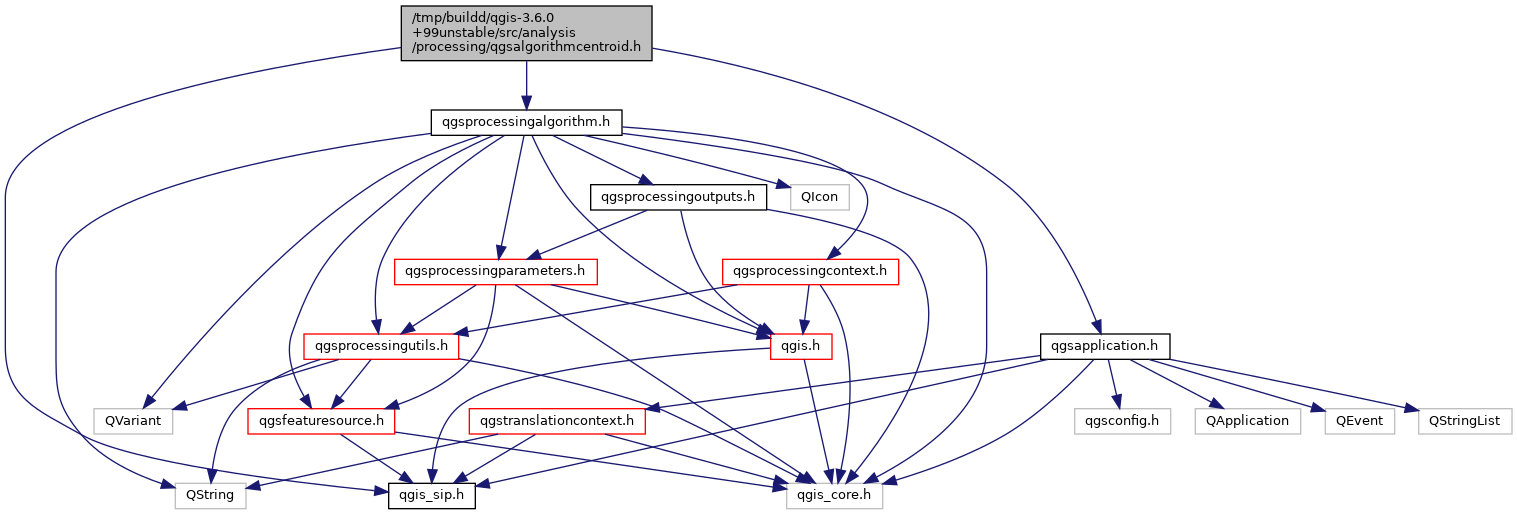 /tmp/buildd/qgis-3.6.0
+99unstable/src/analysis
/processing/qgsalgorithmcentroid.h
qgsprocessingalgorithm.h
qgsprocessingoutputs.h
QIcon
qgsprocessingparameters.h
qgsprocessingcontext.h
qgsprocessingutils.h
qgis.h
qgsapplication.h
QVariant
qgsfeaturesource.h
qgstranslationcontext.h
qgsconfig.h
QApplication
QEvent
QStringList
QString
qgis_sip.h
qgis_core.h